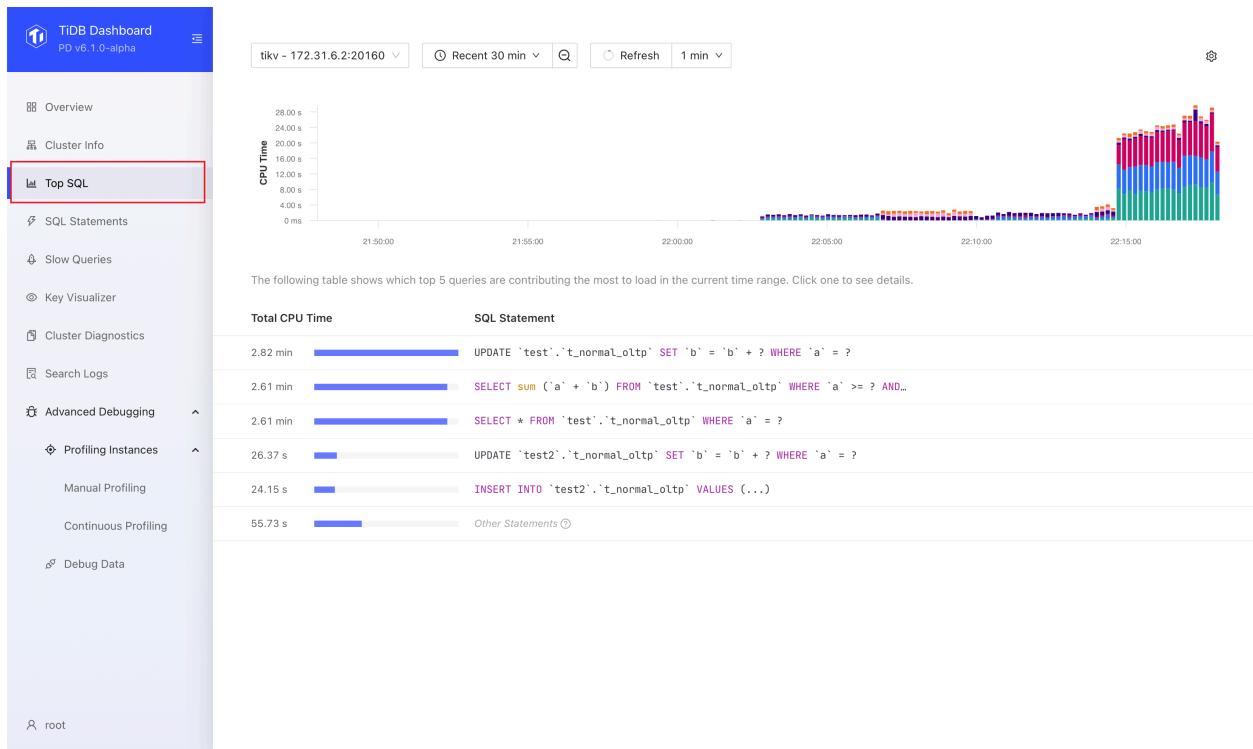 TiDB Dashboard
PD v6.1.0-alpha
Overview
Cluster Info
Top SQL
SQL Statements
Slow Queries
Key Visualizer
Cluster Diagnostics
Search Logs
Advanced Debugging
Profiling Instances
Manual Profiling
Continuous Profiling
Debug Data
root
tikv - 172.31.6.2:20160 Recent 30 min Refresh 1 min
CPU Time
28.00 s
24.00 s
20.00 s
16.00 s
12.00 s
8.00 s
4.00 s
0 ms
21:50:00 21:55:00 22:00:00 22:05:00 22:10:00 22:15:00
The following table shows which top 5 queries are contributing the most to load in the current time range. Click one to see details.
Total CPU Time SQL Statement
2.82 min UPDATE `test`.`t_normal_oltp` SET `b` = `b` + ? WHERE `a` = ?
2.61 min SELECT sum (`a` + `b`) FROM `test`.`t_normal_oltp` WHERE `a` >= ? AND…
2.61 min SELECT * FROM `test`.`t_normal_oltp` WHERE `a` = ?
26.37 s UPDATE `test2`.`t_normal_oltp` SET `b` = `b` + ? WHERE `a` = ?
24.15 s INSERT INTO `test2`.`t_normal_oltp` VALUES (...)
55.73 s Other Statements